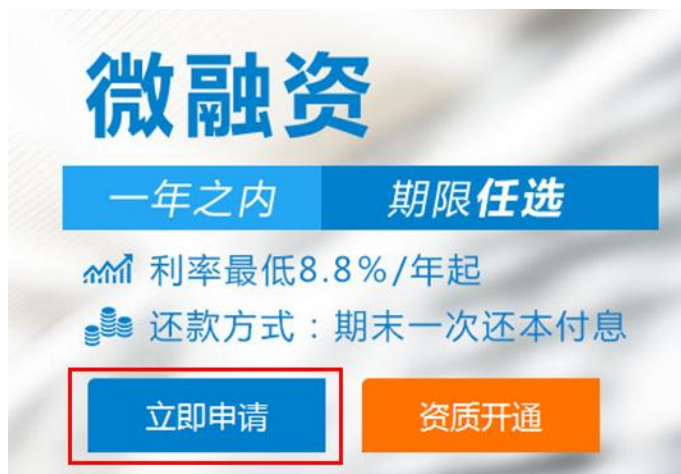 微融资
一年之内 期限任选
利率最低8.8%/年起
还款方式：期末一次还本付息
立即申请 资质开通